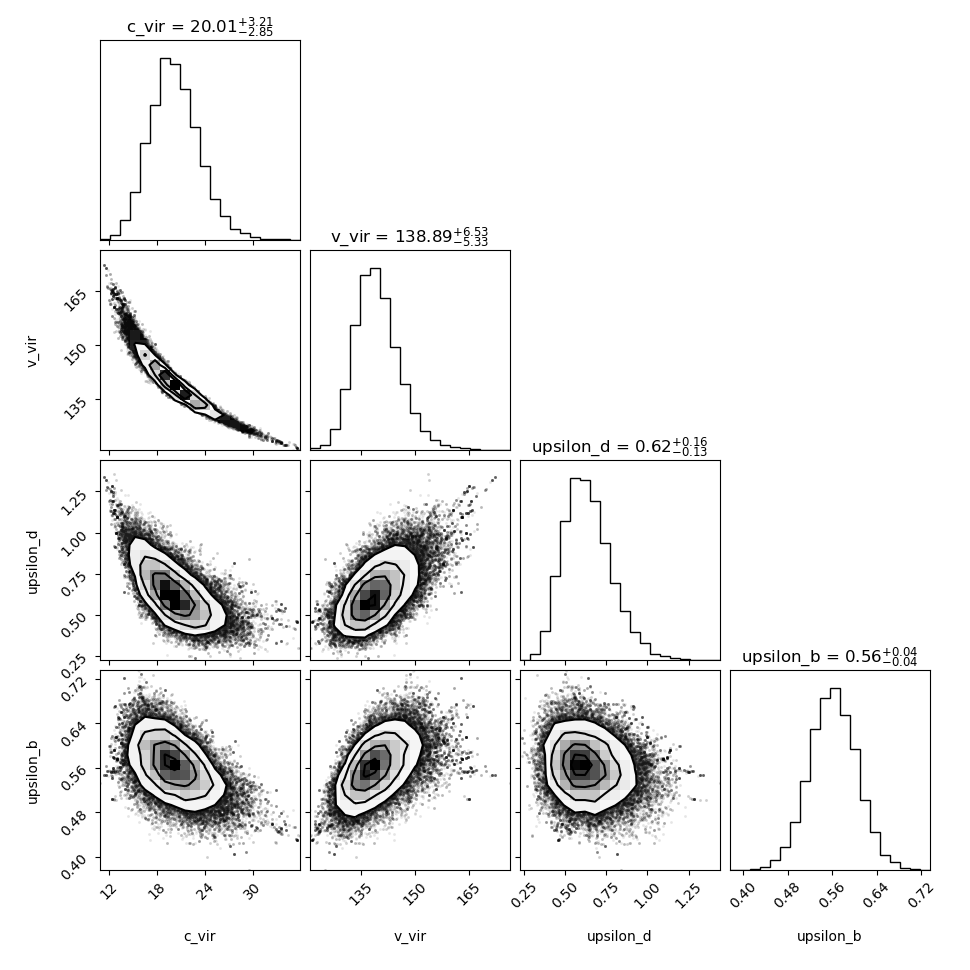 c_vir = 20.01+3.21−2.85
v_vir = 138.89+6.53−5.33
165
150
135
v_vir
upsilon_d = 0.62+0.16−0.13
1.25
1.00
0.75
0.50
0.25
upsilon_d
upsilon_b = 0.56+0.04−0.04
0.72
0.64
0.56
0.48
0.40
upsilon_b
12 18 24 30
135 150 165
0.25 0.50 0.75 1.00 1.25
0.40 0.48 0.56 0.64 0.72
c_vir v_vir upsilon_d upsilon_b